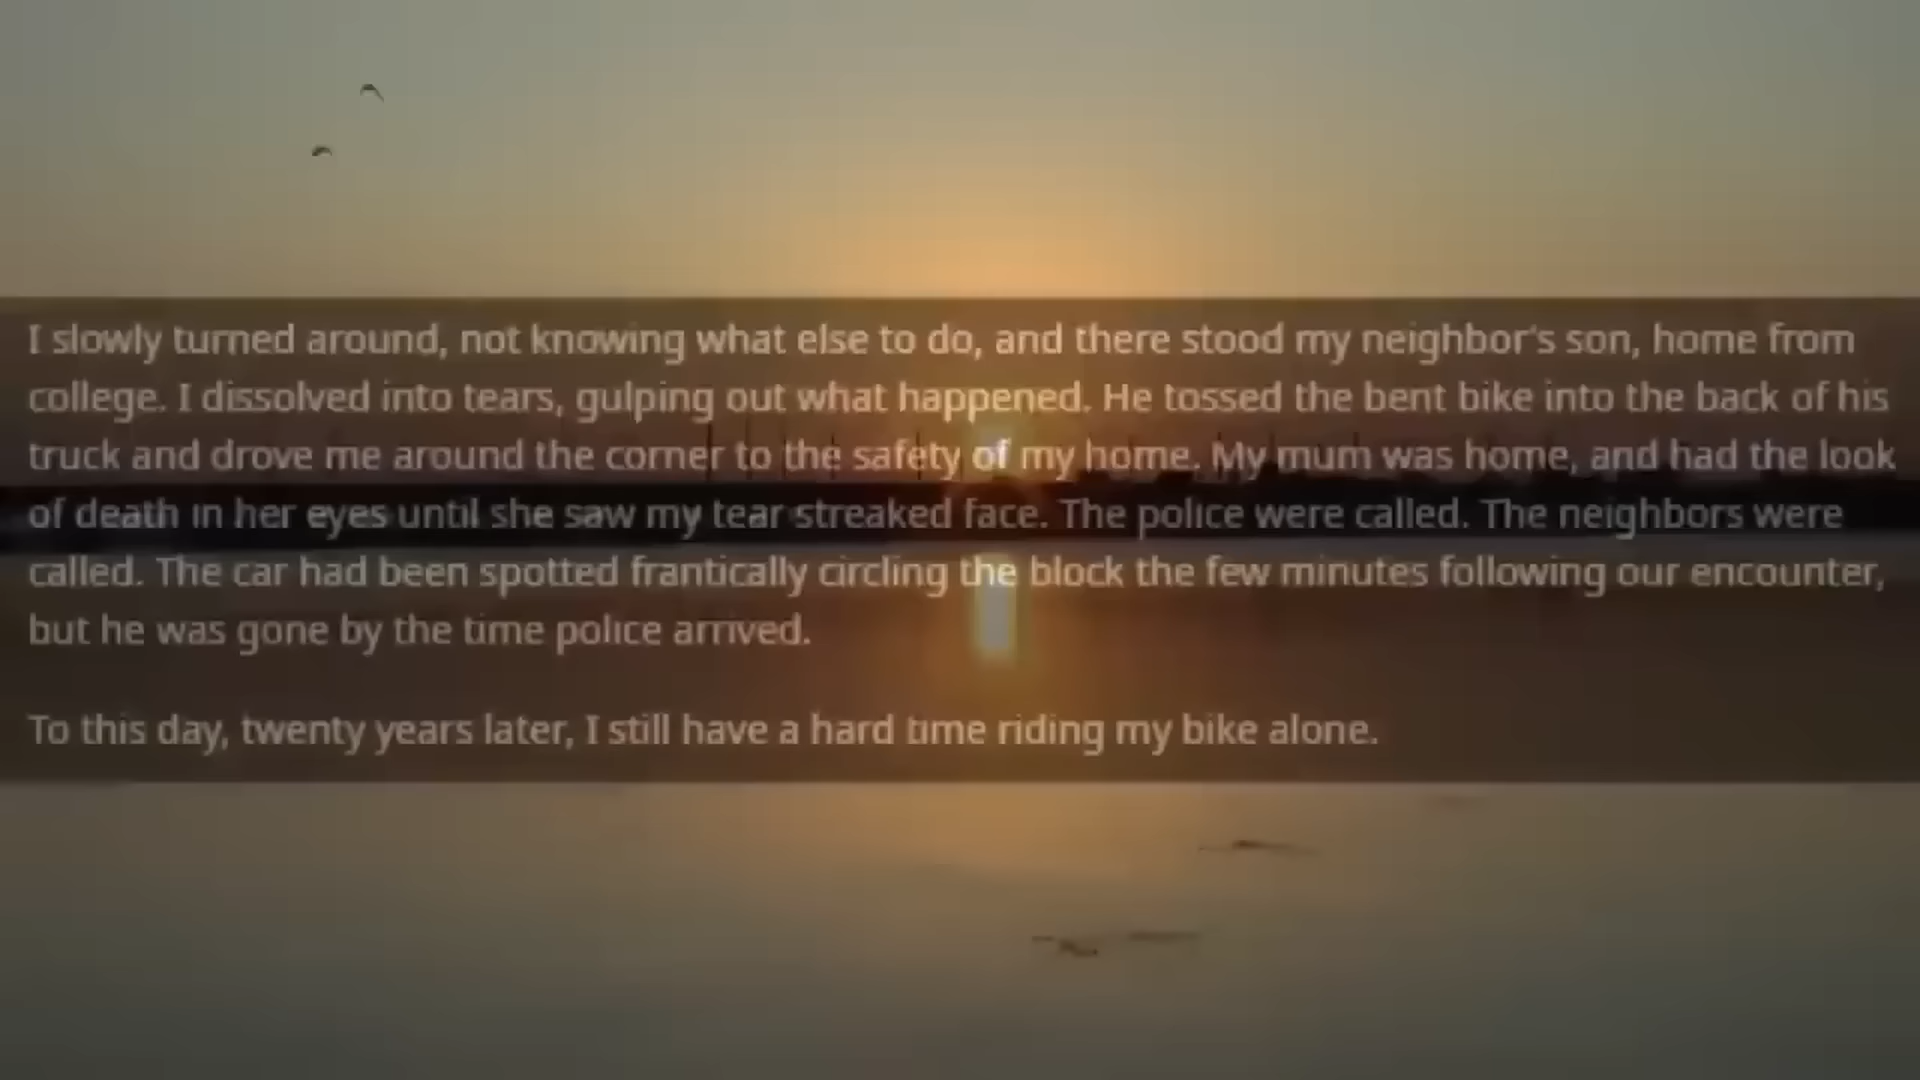 I slowly turned around, not knowing what else to do, and there stood my neighbor's son, home from
college. I dissolved into tears, gulping out what happened. He tossed the bent bike into the back of his
truck and drove me around the corner to the safety of my home. My mum was home, and had the look
of death in her eyes until she saw my tear streaked face. The police were called. The neighbors were
called. The car had been spotted frantically circling the block the few minutes following our encounter,
but he was gone by the time police arrived.
To this day, twenty years later, I still have a hard time riding my bike alone.